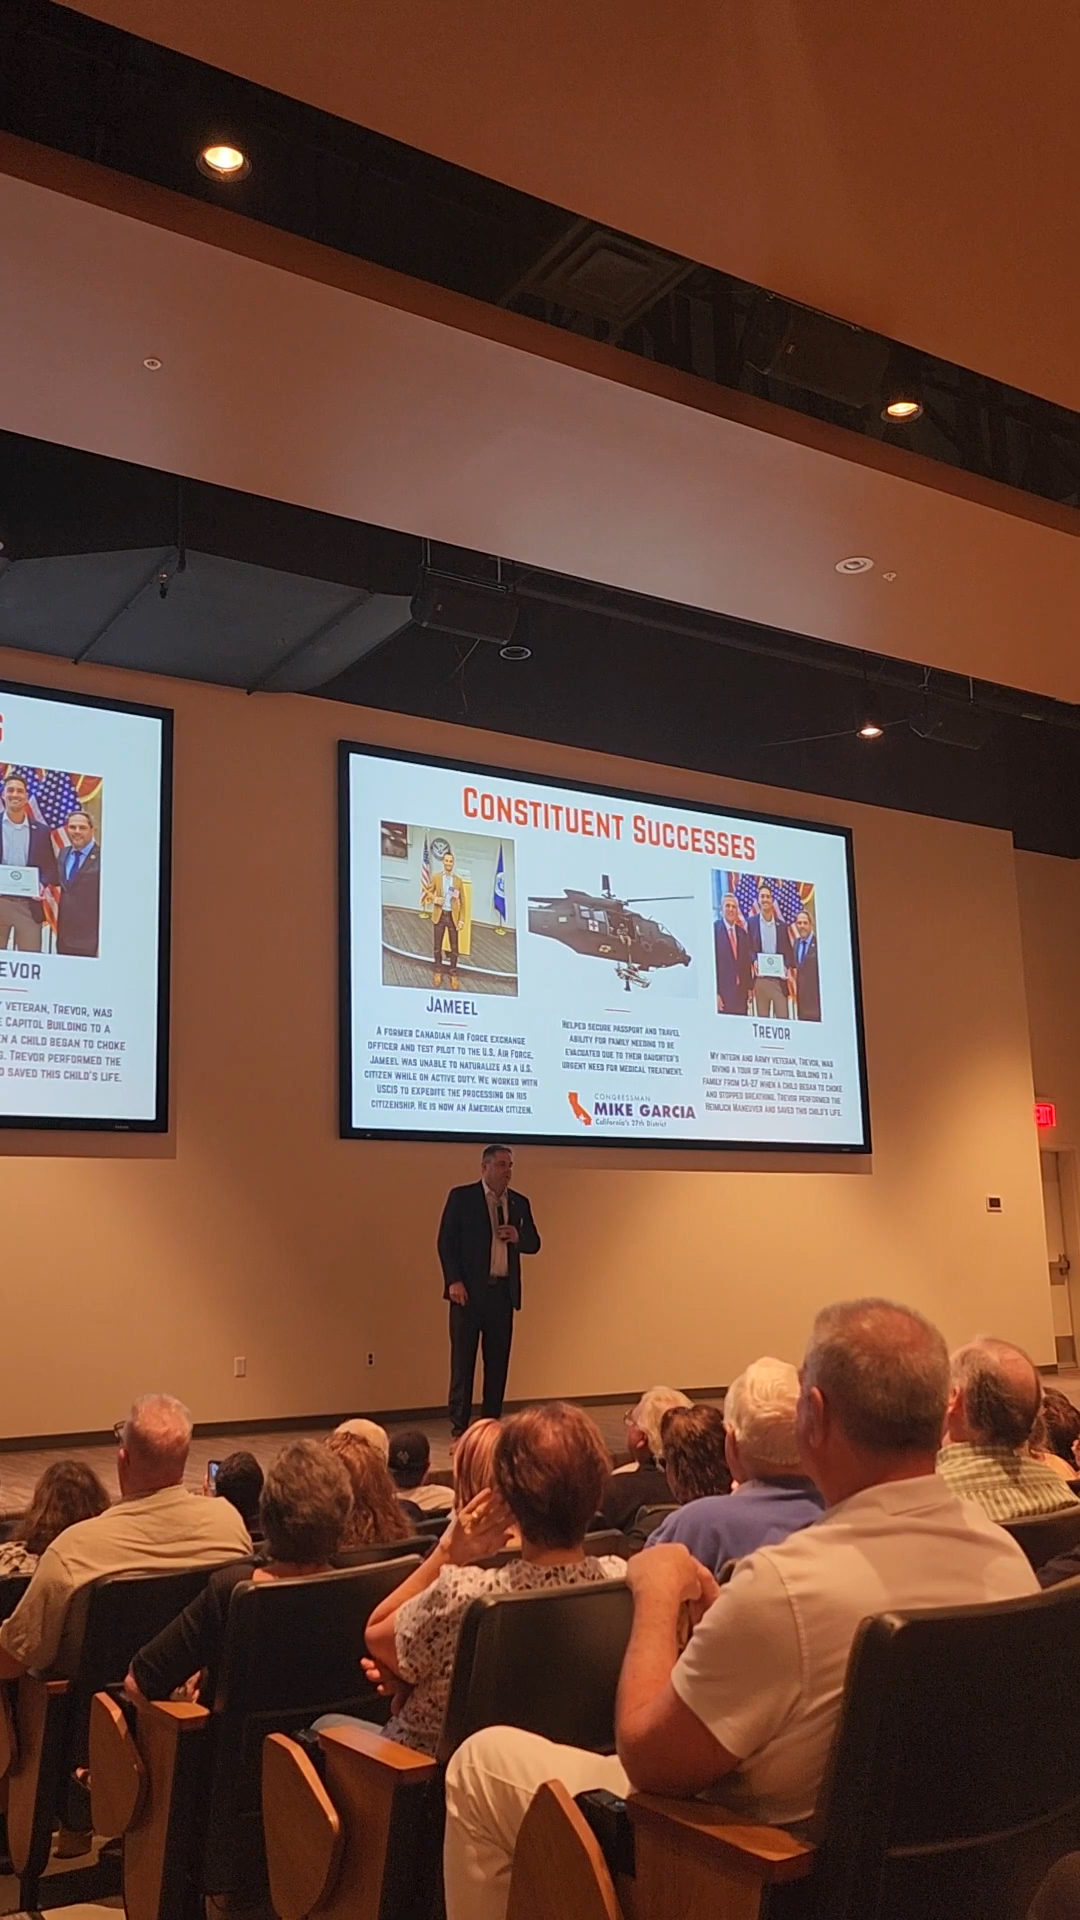 S
EVOR
Y VETERAN, TREVOR, WAS
E CAPITOL BUILDING TO A
EN A CHILD BEGAN TO CHOKE
G. TREVOR PERFORMED THE
D SAVED THIS CHILD'S LIFE.
CONSTITUENT SUCCESSES
JAMEEL
A FORMER CANADIAN AIR FORCE EXCHANGE
OFFICER AND TEST PILOT TO THE U.S. AIR FORCE,
JAMEEL WAS UNABLE TO NATURALIZE AS A U.S.
CITIZEN WHILE ON ACTIVE DUTY. WE WORKED WITH
USCIS TO EXPEDITE THE PROCESSING ON HIS
CITIZENSHIP. HE IS NOW AN AMERICAN CITIZEN.
HELPED SECURE PASSPORT AND TRAVEL
ABILITY FOR FAMILY NEEDING TO BE
EVACUATED DUE TO THEIR DAUGHTER'S
URGENT NEED FOR MEDICAL TREATMENT.
TREVOR
MY INTERN AND ARMY VETERAN, TREVOR, WAS
GIVING A TOUR OF THE CAPITOL BUILDING TO A
FAMILY FROM CA-27 WHEN A CHILD BEGAN TO CHOKE
AND STOPPED BREATHING. TREVOR PERFORMED THE
HEIMLICH MANEUVER AND SAVED THIS CHILD'S LIFE.
CONGRESSMAN
MIKE GARCIA
California's 27th District
EXIT